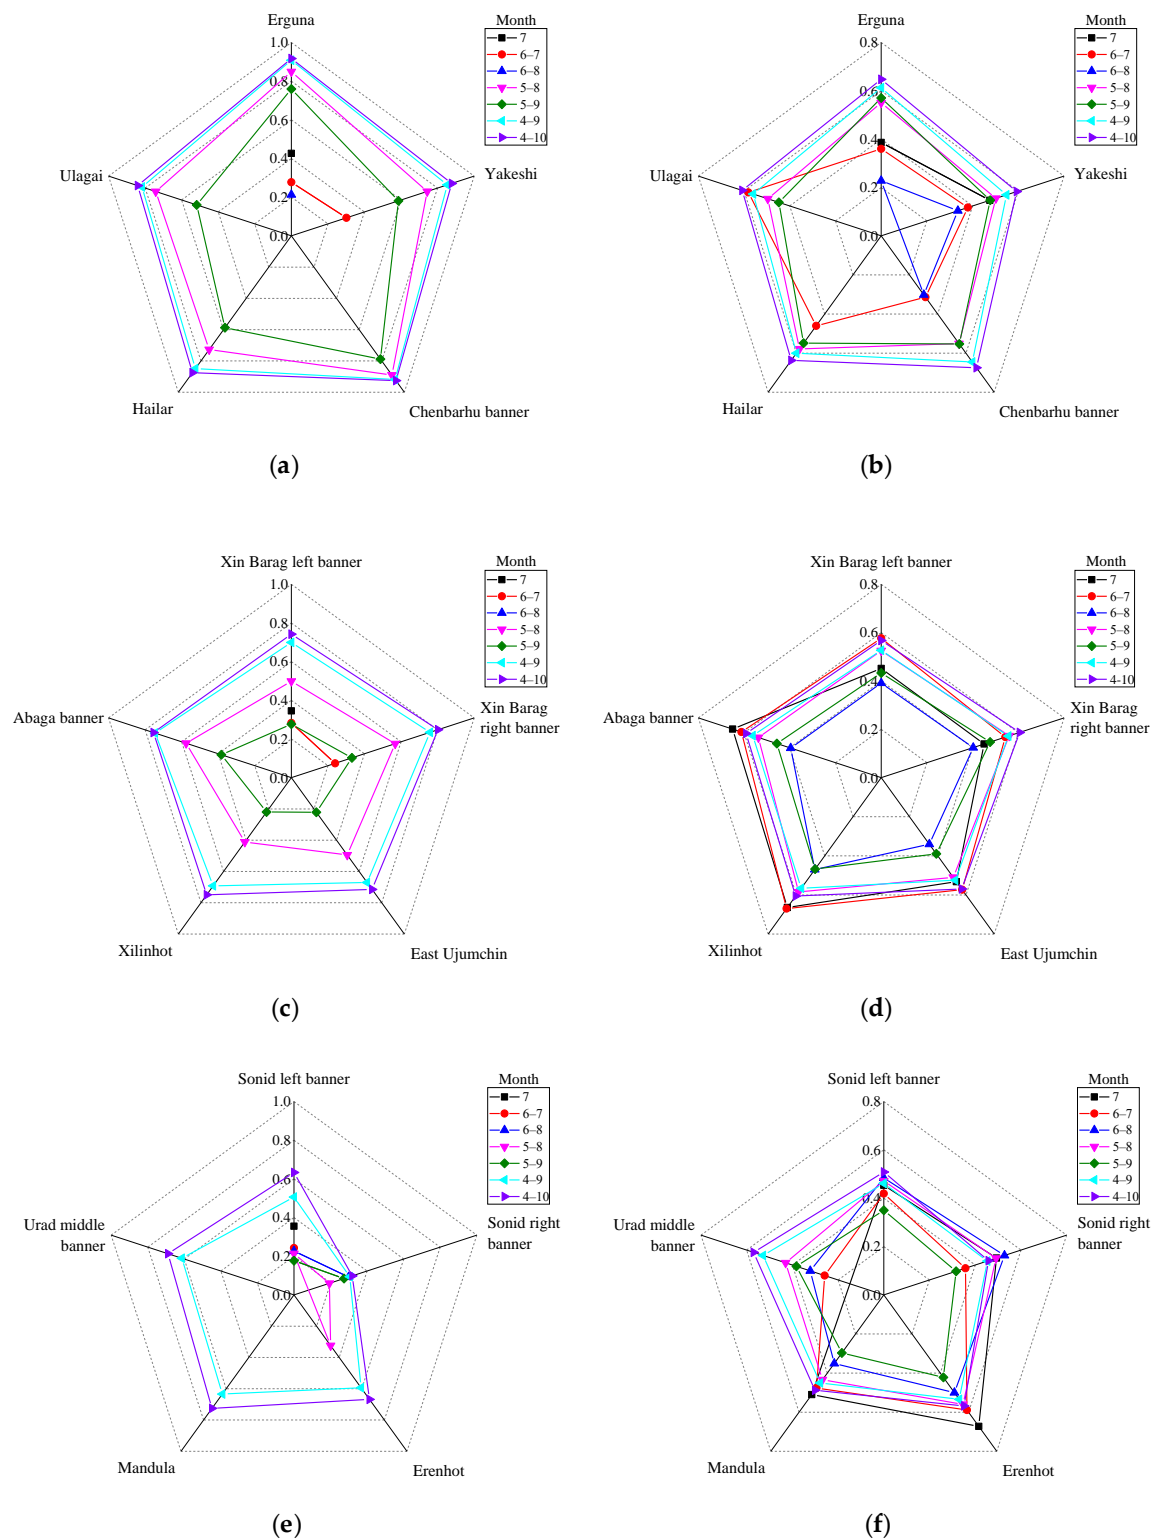 Erguna
Month
7
6–7
6–8
5–8
5–9
4–9
4–10
1.0
0.8
0.6
0.4
0.2
0.0
Ulagai
Yakeshi
Hailar
Chenbarhu banner
(a)
Erguna
Month
7
6–7
6–8
5–8
5–9
4–9
4–10
0.8
0.6
0.4
0.2
0.0
Ulagai
Yakeshi
Hailar
Chenbarhu banner
(b)
Xin Barag left banner
Month
7
6–7
6–8
5–8
5–9
4–9
4–10
1.0
0.8
0.6
0.4
0.2
0.0
Abaga banner
Xin Barag
right banner
Xilinhot
East Ujumchin
(c)
Xin Barag left banner
Month
7
6–7
6–8
5–8
5–9
4–9
4-10
0.8
0.6
0.4
0.2
0.0
Abaga banner
Xin Barag
right banner
Xilinhot
East Ujumchin
(d)
Sonid left banner
Month
7
6–7
6–8
5–8
5–9
4–9
4–10
1.0
0.8
0.6
0.4
0.2
0.0
Urad middle
banner
Sonid right
banner
Mandula
Erenhot
(e)
Sonid left banner
Month
7
6–7
6–8
5–8
5–9
4–9
4–10
0.8
0.6
0.4
0.2
0.0
Urad middle
banner
Sonid right
banner
Mandula
Erenhot
(f)